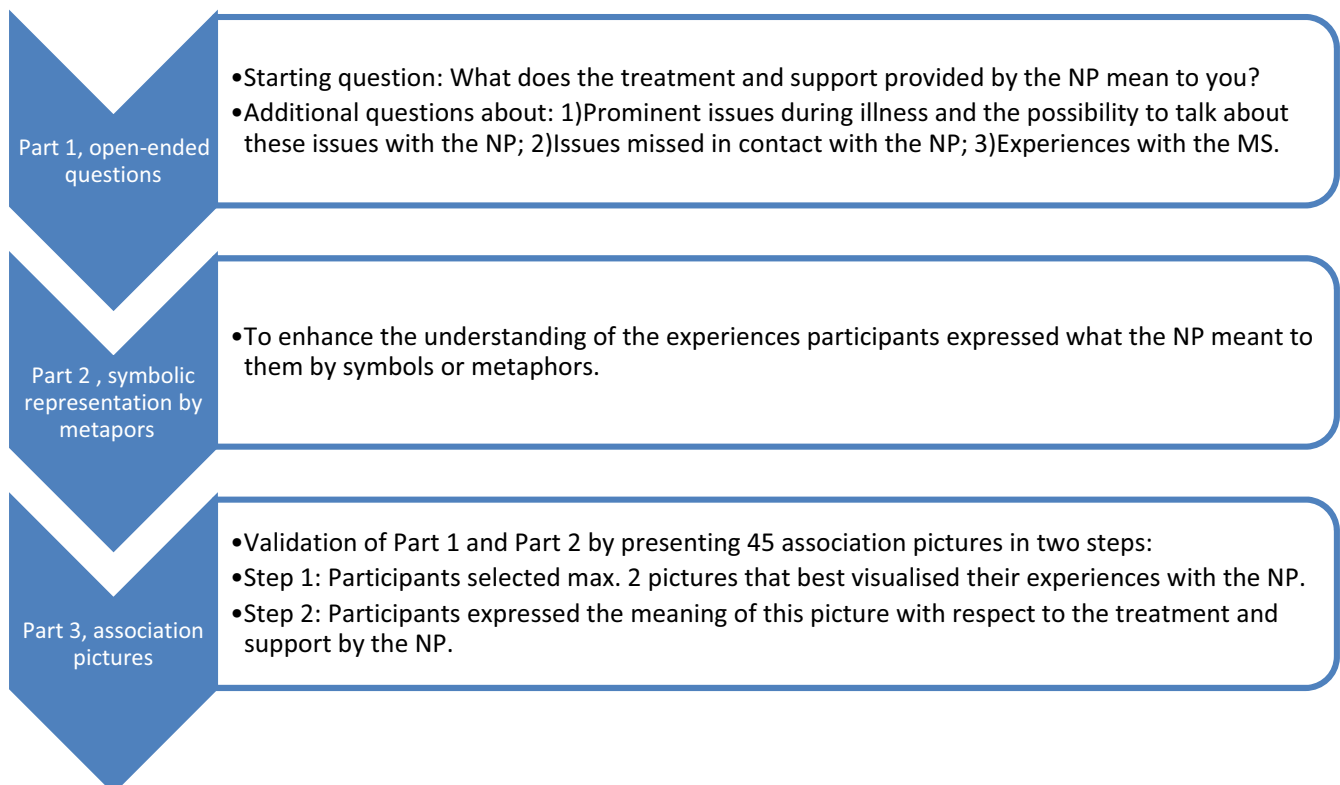 Part 1, open-ended
questions
•Starting question: What does the treatment and support provided by the NP mean to you?
•Additional questions about: 1)Prominent issues during illness and the possibility to talk about
these issues with the NP; 2)Issues missed in contact with the NP; 3)Experiences with the MS.
Part 2 , symbolic
representation by
metapors
•To enhance the understanding of the experiences participants expressed what the NP meant to
them by symbols or metaphors.
Part 3, association
pictures
•Validation of Part 1 and Part 2 by presenting 45 association pictures in two steps:
•Step 1: Participants selected max. 2 pictures that best visualised their experiences with the NP.
•Step 2: Participants expressed the meaning of this picture with respect to the treatment and
support by the NP.